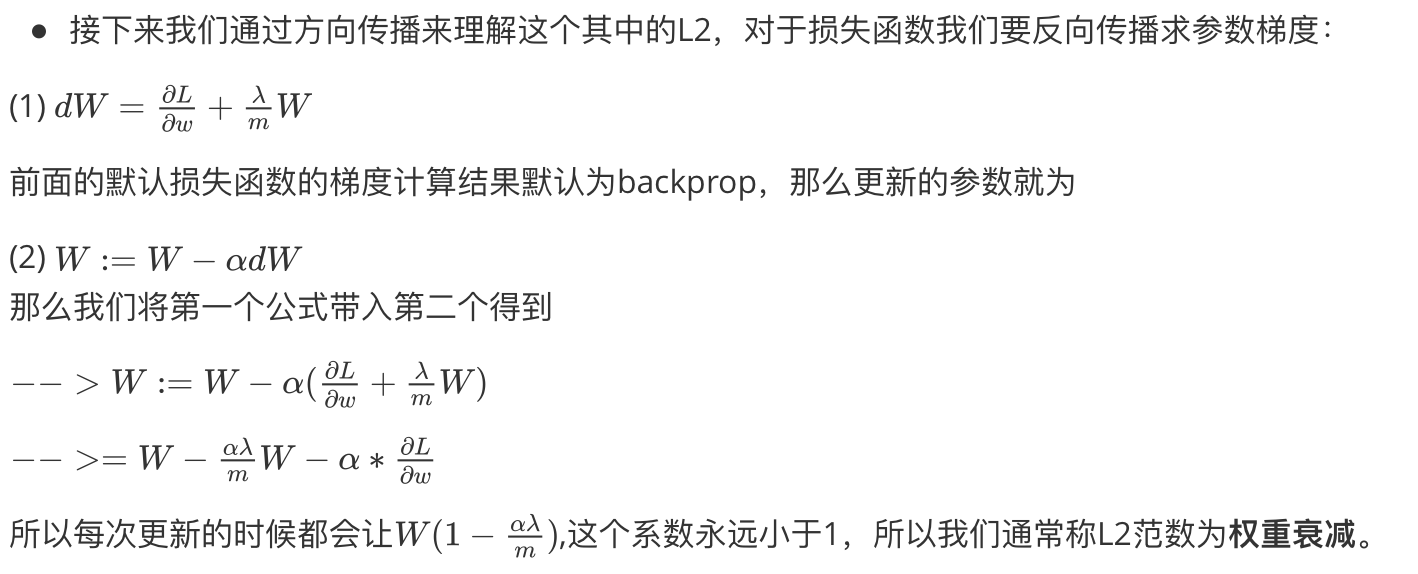 ● 接下来我们通过方向传播来理解这个其中的L2，对于损失函数我们要反向传播求参数梯度：
(1) $dW = \frac{\partial L}{\partial w} + \frac{\lambda}{m} W$
前面的默认损失函数的梯度计算结果默认为backprop，那么更新的参数就为
(2) $W := W - \alpha dW$
那么我们将第一个公式带入第二个得到
$--> W := W - \alpha(\frac{\partial L}{\partial w} + \frac{\lambda}{m} W)$
$-->= W - \frac{\alpha\lambda}{m} W - \alpha * \frac{\partial L}{\partial w}$
所以每次更新的时候都会让$W(1 - \frac{\alpha\lambda}{m})$,这个系数永远小于1，所以我们通常称L2范数为权重衰减。